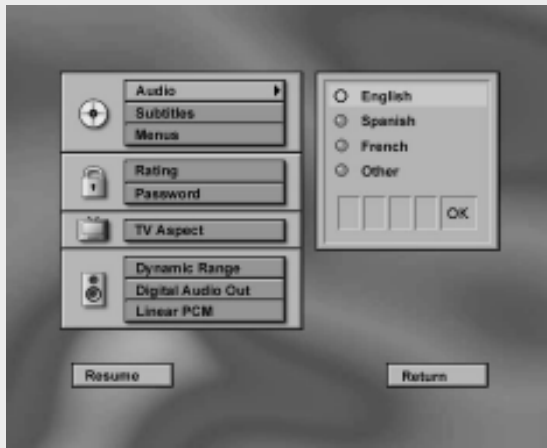 Audio
Subtitles
Menus
Rating
Password
TV Aspect
Dynamic Range
Digital Audio Out
Linear PCM
English
Spanish
French
Other
OK
Resume
Return